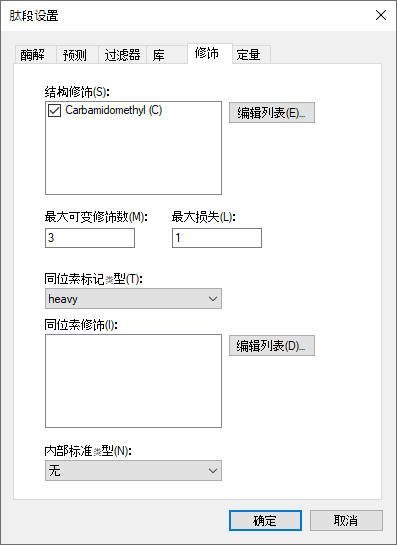 肽段设置
酶解 预测 过滤器 库 修饰 定量
结构修饰(S):
Carbamidomethyl (C)
编辑列表(E)...
最大可变修饰数(M): 最大损失(L):
3 1
同位素标记类型(T):
heavy
同位素修饰(I):
编辑列表(D)...
内部标准类型(N):
无
确定 取消